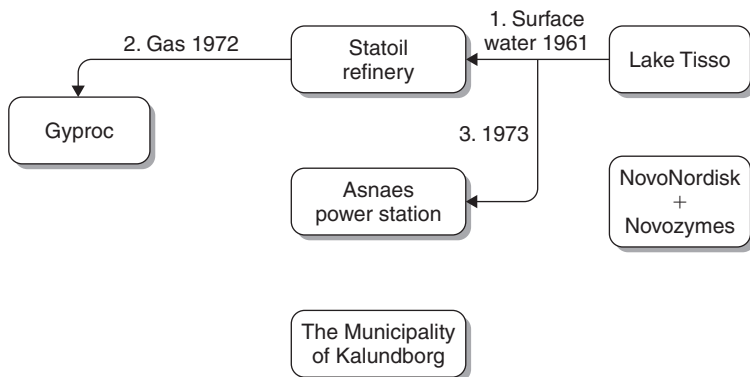 1. Surface
water 1961
2. Gas 1972
Statoil
refinery
Lake Tisso
Gyproc
3. 1973
Asnaes
power station
NovoNordisk
+
Novozymes
The Municipality
of Kalundborg